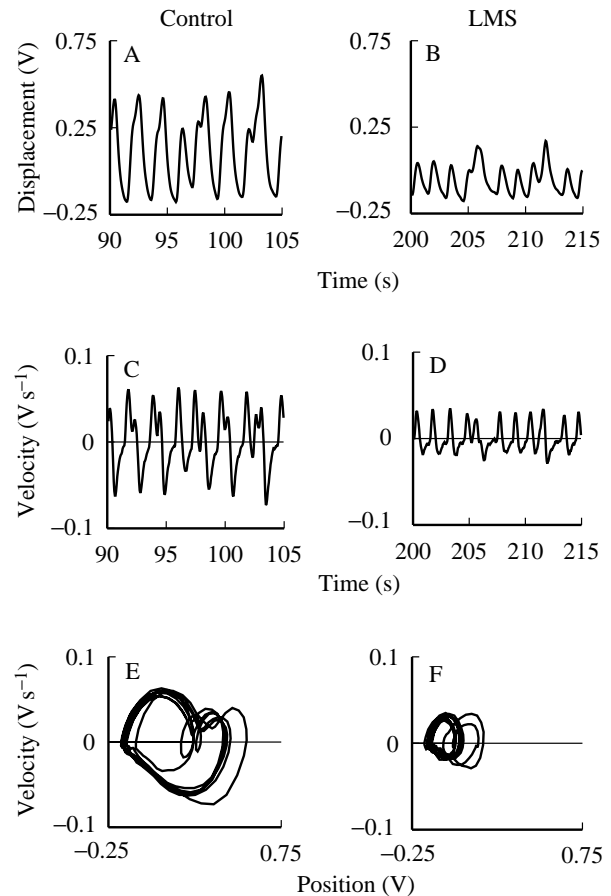 Control LMS
0.75 A 0.75 B
Displacement (V)
0.25 0.25
−0.25 −0.25
90 95 100 105 200 205 210 215
Time (s)
0.1 C 0.1 D
Velocity (V s−1)
0 0
−0.1 −0.1
90 95 100 105 200 205 210 215
Time (s)
0.1 E 0.1 F
Velocity (V s−1)
0 0
−0.1 −0.1
−0.25 0.75 −0.25 0.75
Position (V)